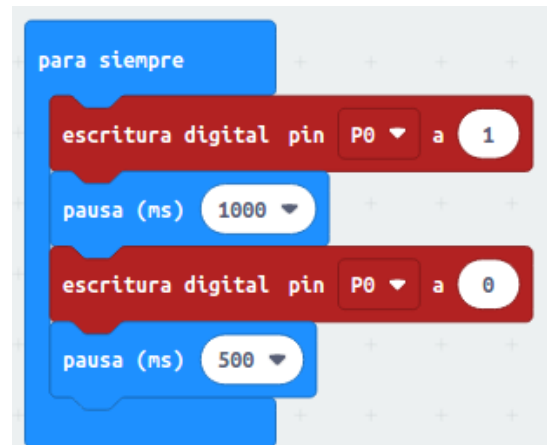 para siempre
escritura digital pin P0 a 1
pausa (ms) 1000
escritura digital pin P0 a 0
pausa (ms) 500